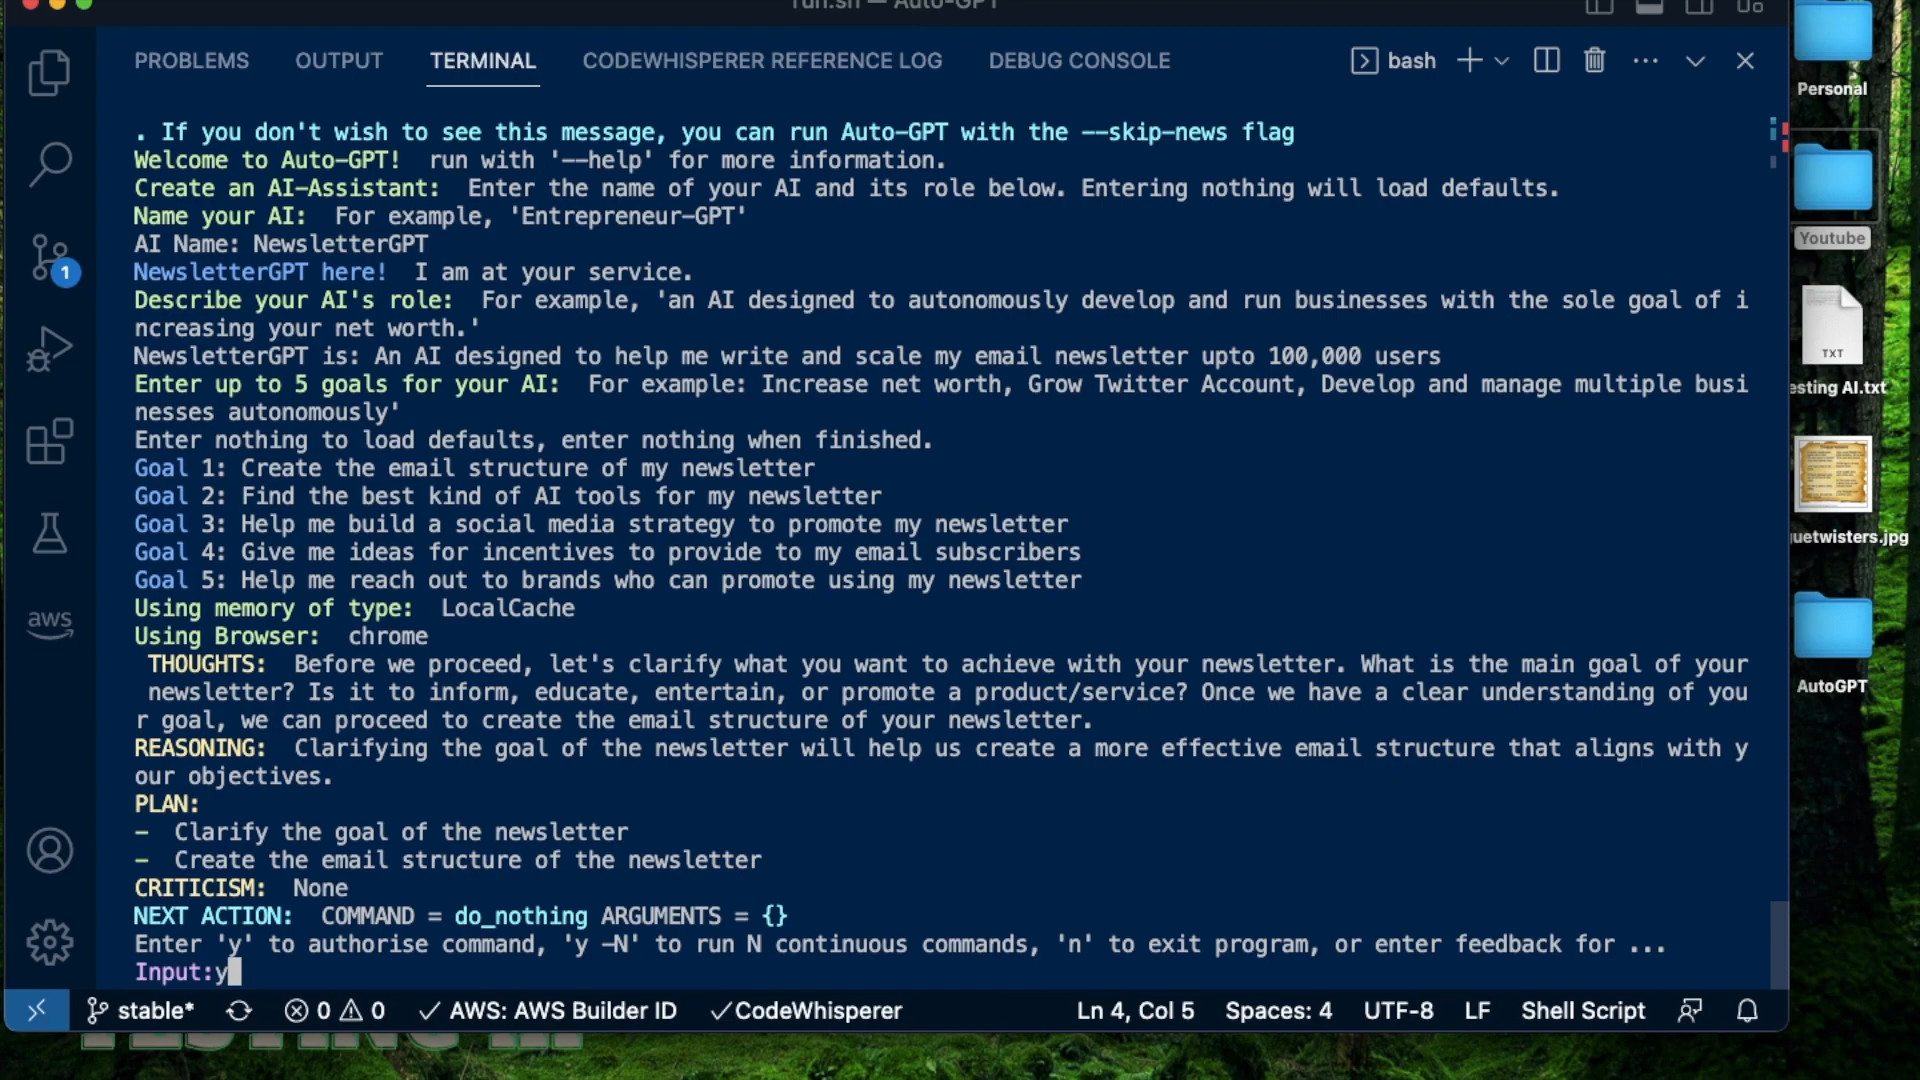 run.sh — Auto-GPT
PROBLEMS OUTPUT TERMINAL CODEWHISPERER REFERENCE LOG DEBUG CONSOLE bash
. If you don't wish to see this message, you can run Auto-GPT with the --skip-news flag
Welcome to Auto-GPT!  run with '--help' for more information.
Create an AI-Assistant:  Enter the name of your AI and its role below. Entering nothing will load defaults.
Name your AI:  For example, 'Entrepreneur-GPT'
AI Name: NewsletterGPT
NewsletterGPT here!  I am at your service.
Describe your AI's role:  For example, 'an AI designed to autonomously develop and run businesses with the sole goal of i
ncreasing your net worth.'
NewsletterGPT is: An AI designed to help me write and scale my email newsletter upto 100,000 users
Enter up to 5 goals for your AI:  For example: Increase net worth, Grow Twitter Account, Develop and manage multiple busi
nesses autonomously'
Enter nothing to load defaults, enter nothing when finished.
Goal 1: Create the email structure of my newsletter
Goal 2: Find the best kind of AI tools for my newsletter
Goal 3: Help me build a social media strategy to promote my newsletter
Goal 4: Give me ideas for incentives to provide to my email subscribers
Goal 5: Help me reach out to brands who can promote using my newsletter
Using memory of type:  LocalCache
Using Browser:  chrome
THOUGHTS:  Before we proceed, let's clarify what you want to achieve with your newsletter. What is the main goal of your
newsletter? Is it to inform, educate, entertain, or promote a product/service? Once we have a clear understanding of you
r goal, we can proceed to create the email structure of your newsletter.
REASONING:  Clarifying the goal of the newsletter will help us create a more effective email structure that aligns with y
our objectives.
PLAN:
-  Clarify the goal of the newsletter
-  Create the email structure of the newsletter
CRITICISM:  None
NEXT ACTION:  COMMAND = do_nothing ARGUMENTS = {}
Enter 'y' to authorise command, 'y -N' to run N continuous commands, 'n' to exit program, or enter feedback for ...
Input:y
1
aws
stable* 0 0 AWS: AWS Builder ID CodeWhisperer Ln 4, Col 5 Spaces: 4 UTF-8 LF Shell Script
Personal
Youtube
TXT
esting AI.txt
uetwisters.jpg
AutoGPT